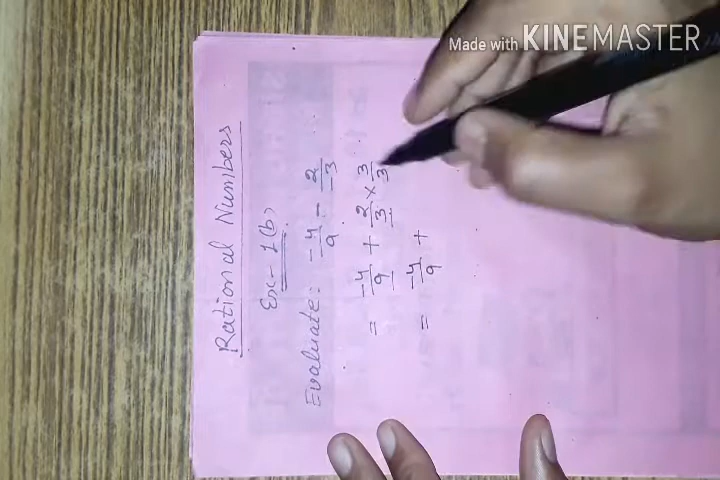 Made with KINEMASTER
Rational Numbers
Exc- 1(b)
Evaluate: -4/9 - 2/-3
= -4/9 + 2/3 × 3/3
= -4/9 +